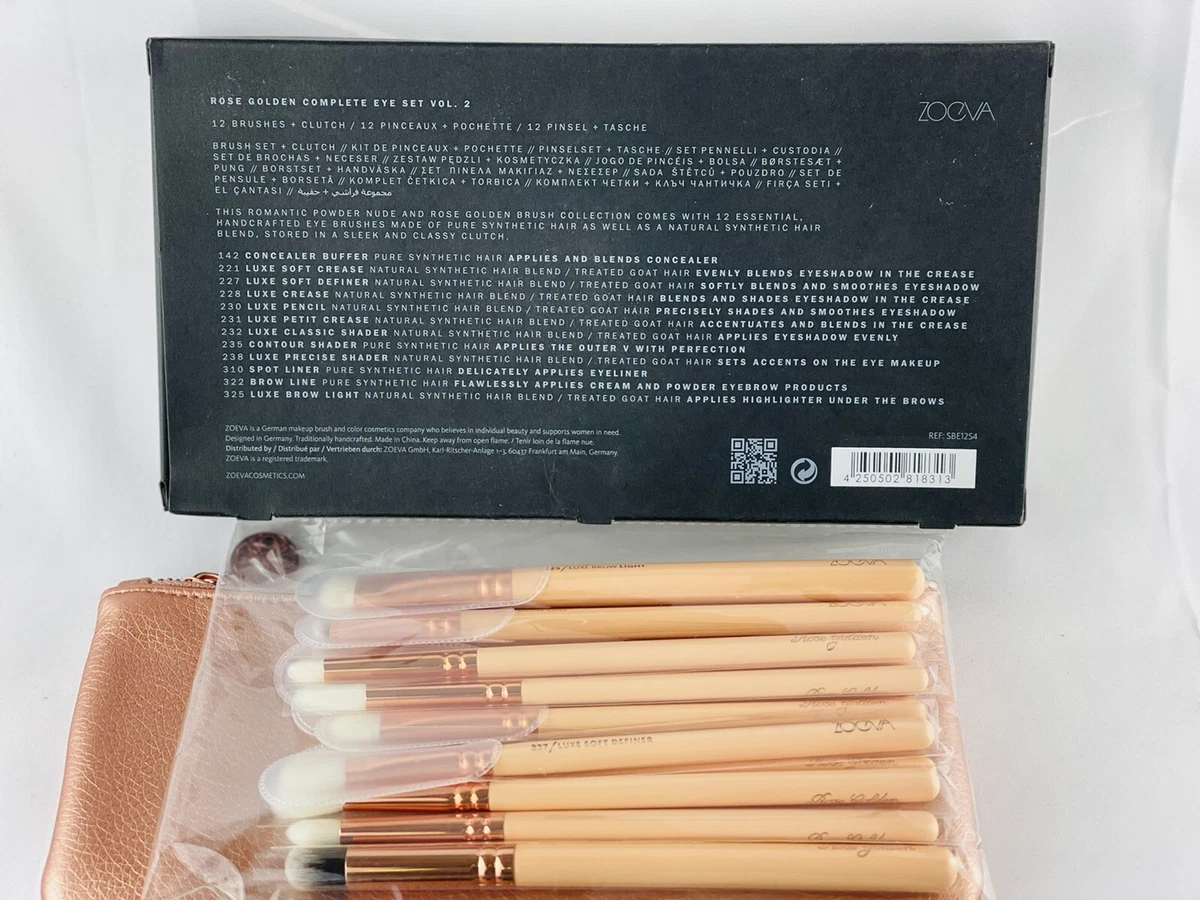 ROSE GOLDEN COMPLETE EYE SET VOL. 2
ZOEVA
12 BRUSHES + CLUTCH / 12 PINCEAUX + POCHETTE / 12 PINSEL + TASCHE
BRUSH SET + CLUTCH // KIT DE PINCEAUX + POCHETTE // PINSELSET + TASCHE // SET PENNELLI + CUSTODIA //
SET DE BROCHAS + NECESER // ZESTAW PĘDZLI + KOSMETYCZKA // JOGO DE PINCÉIS + BOLSA // BØRSTESÆT +
PUNG // BORSTSET + HANDVÄSKA // ΣΕΤ ΠΙΝΕΛΑ ΜΑΚΙΓΙΑΖ + ΝΕΣΕΣΕΡ // SADA ŠTĚTCŮ + POUZDRO // SET DE
PENSULE + BORSETĂ // KOMPLET ČETKICA + TORBICA // КОМПЛЕКТ ЧЕТКИ + КЛЪЧ ЧАНТИЧКА // FIRÇA SETI +
EL ÇANTASI // مجموعة فراشي + حقيبة
THIS ROMANTIC POWDER NUDE AND ROSE GOLDEN BRUSH COLLECTION COMES WITH 12 ESSENTIAL,
HANDCRAFTED EYE BRUSHES MADE OF PURE SYNTHETIC HAIR AS WELL AS A NATURAL SYNTHETIC HAIR
BLEND, STORED IN A SLEEK AND CLASSY CLUTCH.
142 CONCEALER BUFFER PURE SYNTHETIC HAIR APPLIES AND BLENDS CONCEALER
221 LUXE SOFT CREASE NATURAL SYNTHETIC HAIR BLEND / TREATED GOAT HAIR EVENLY BLENDS EYESHADOW IN THE CREASE
227 LUXE SOFT DEFINER NATURAL SYNTHETIC HAIR BLEND / TREATED GOAT HAIR SOFTLY BLENDS AND SMOOTHES EYESHADOW
228 LUXE CREASE NATURAL SYNTHETIC HAIR BLEND / TREATED GOAT HAIR BLENDS AND SHADES EYESHADOW IN THE CREASE
230 LUXE PENCIL NATURAL SYNTHETIC HAIR BLEND / TREATED GOAT HAIR PRECISELY SHADES AND SMOOTHES EYESHADOW
231 LUXE PETIT CREASE NATURAL SYNTHETIC HAIR BLEND / TREATED GOAT HAIR ACCENTUATES AND BLENDS IN THE CREASE
232 LUXE CLASSIC SHADER NATURAL SYNTHETIC HAIR BLEND / TREATED GOAT HAIR APPLIES EYESHADOW EVENLY
235 CONTOUR SHADER PURE SYNTHETIC HAIR APPLIES THE OUTER V WITH PERFECTION
238 LUXE PRECISE SHADER NATURAL SYNTHETIC HAIR BLEND / TREATED GOAT HAIR SETS ACCENTS ON THE EYE MAKEUP
310 SPOT LINER PURE SYNTHETIC HAIR DELICATELY APPLIES EYELINER
322 BROW LINE PURE SYNTHETIC HAIR FLAWLESSLY APPLIES CREAM AND POWDER EYEBROW PRODUCTS
325 LUXE BROW LIGHT NATURAL SYNTHETIC HAIR BLEND / TREATED GOAT HAIR APPLIES HIGHLIGHTER UNDER THE BROWS
ZOEVA is a German makeup brush and color cosmetics company who believes in individual beauty and supports women in need.
Designed in Germany. Traditionally handcrafted. Made in China. Keep away from open flame. / Tenir loin de la flamme nue.
Distributed by / Distribué par / Vertrieben durch: ZOEVA GmbH, Karl-Ritscher-Anlage 1-3, 60437 Frankfurt am Main, Germany.
ZOEVA is a registered trademark.
ZOEVACOSMETICS.COM
REF: SBE12S4
4 250502 818313
LUXE BROW LIGHT
ZOEVA
ZOEVA
Rose Golden
Rose Golden
ZOEVA
227 / LUXE SOFT DEFINER
Rose Golden
Rose Golden
Rose Golden